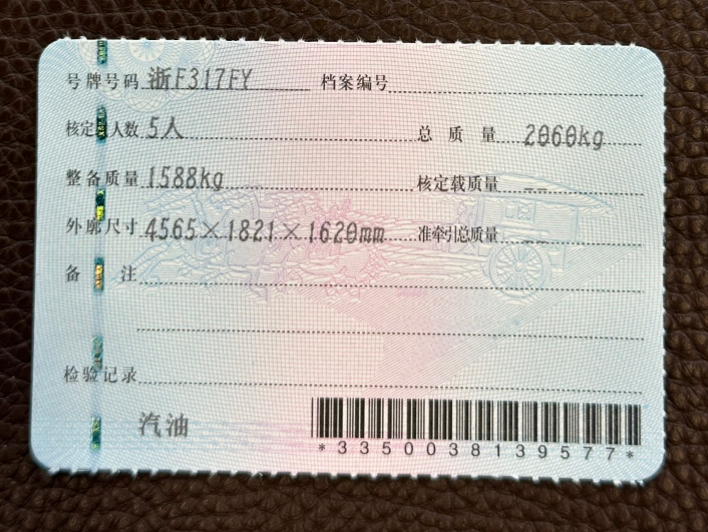 号牌号码 浙F317FY 档案编号
核定人数 5人 总质量 2060kg
整备质量 1588kg 核定载质量 --
外廓尺寸 4565×1821×1620mm 准牵引总质量 --
备注
检验记录
汽油
*3350038139577*